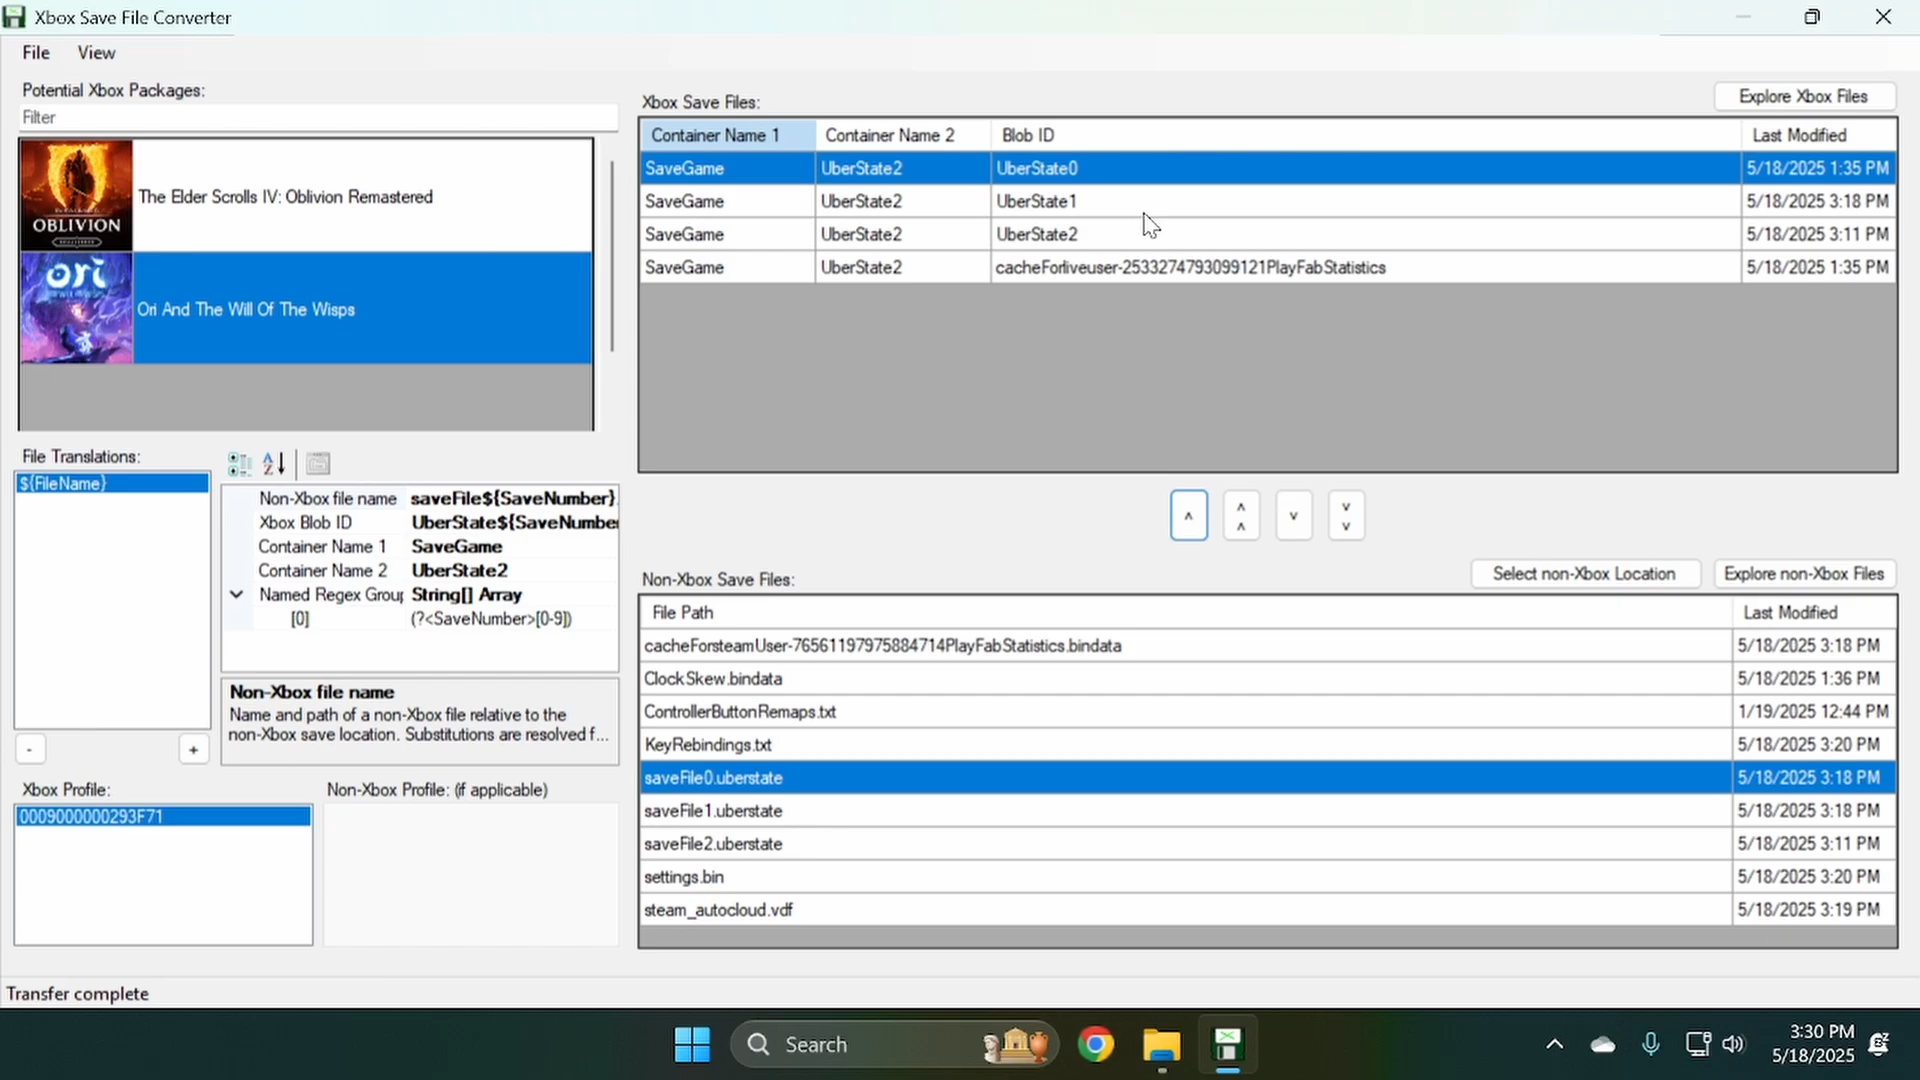 Xbox Save File Converter
File View
Potential Xbox Packages:
Filter
OBLIVION
The Elder Scrolls IV: Oblivion Remastered
ori
Ori And The Will Of The Wisps
File Translations:
${FileName}
Non-Xbox file name saveFile${SaveNumber}.
Xbox Blob ID UberState${SaveNumber
Container Name 1 SaveGame
Container Name 2 UberState2
Named Regex Group String[] Array
[0] (?<SaveNumber>[0-9])
Non-Xbox file name
Name and path of a non-Xbox file relative to the
non-Xbox save location. Substitutions are resolved f...
- +
Xbox Profile:
0009000000293F71
Non-Xbox Profile: (if applicable)
Xbox Save Files:
Explore Xbox Files
Container Name 1 Container Name 2 Blob ID Last Modified
SaveGame UberState2 UberState0 5/18/2025 1:35 PM
SaveGame UberState2 UberState1 5/18/2025 3:18 PM
SaveGame UberState2 UberState2 5/18/2025 3:11 PM
SaveGame UberState2 cacheForliveuser-2533274793099121PlayFabStatistics 5/18/2025 1:35 PM
Non-Xbox Save Files:
Select non-Xbox Location Explore non-Xbox Files
File Path Last Modified
cacheForsteamUser-76561197975884714PlayFabStatistics.bindata 5/18/2025 3:18 PM
ClockSkew.bindata 5/18/2025 1:36 PM
ControllerButtonRemaps.txt 1/19/2025 12:44 PM
KeyRebindings.txt 5/18/2025 3:20 PM
saveFile0.uberstate 5/18/2025 3:18 PM
saveFile1.uberstate 5/18/2025 3:18 PM
saveFile2.uberstate 5/18/2025 3:11 PM
settings.bin 5/18/2025 3:20 PM
steam_autocloud.vdf 5/18/2025 3:19 PM
Transfer complete
Search
3:30 PM
5/18/2025